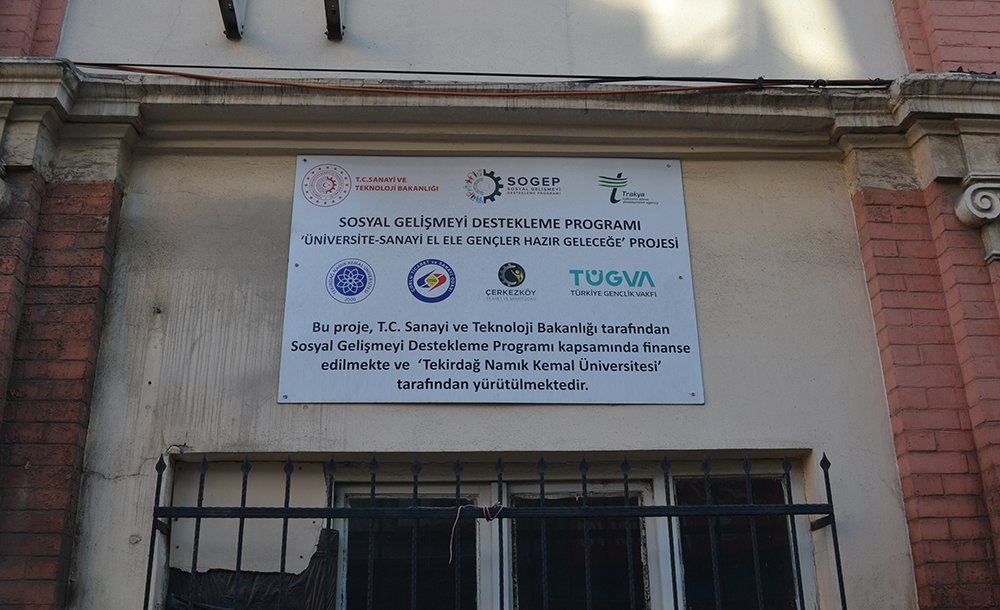 T.C.SANAYİ VE
TEKNOLOJİ BAKANLIĞI
SOGEP
SOSYAL GELİŞMEYİ
DESTEKLEME PROGRAMI
Trakya
SOSYAL GELİŞMEYİ DESTEKLEME PROGRAMI
‘ÜNİVERSİTE-SANAYİ EL ELE GENÇLER HAZIR GELECEĞE’ PROJESİ
2006
ÇERKEZKÖY
TÜGVA
TÜRKİYE GENÇLİK VAKFI
Bu proje, T.C. Sanayi ve Teknoloji Bakanlığı tarafından
Sosyal Gelişmeyi Destekleme Programı kapsamında finanse
edilmekte ve ‘Tekirdağ Namık Kemal Üniversitesi’
tarafından yürütülmektedir.